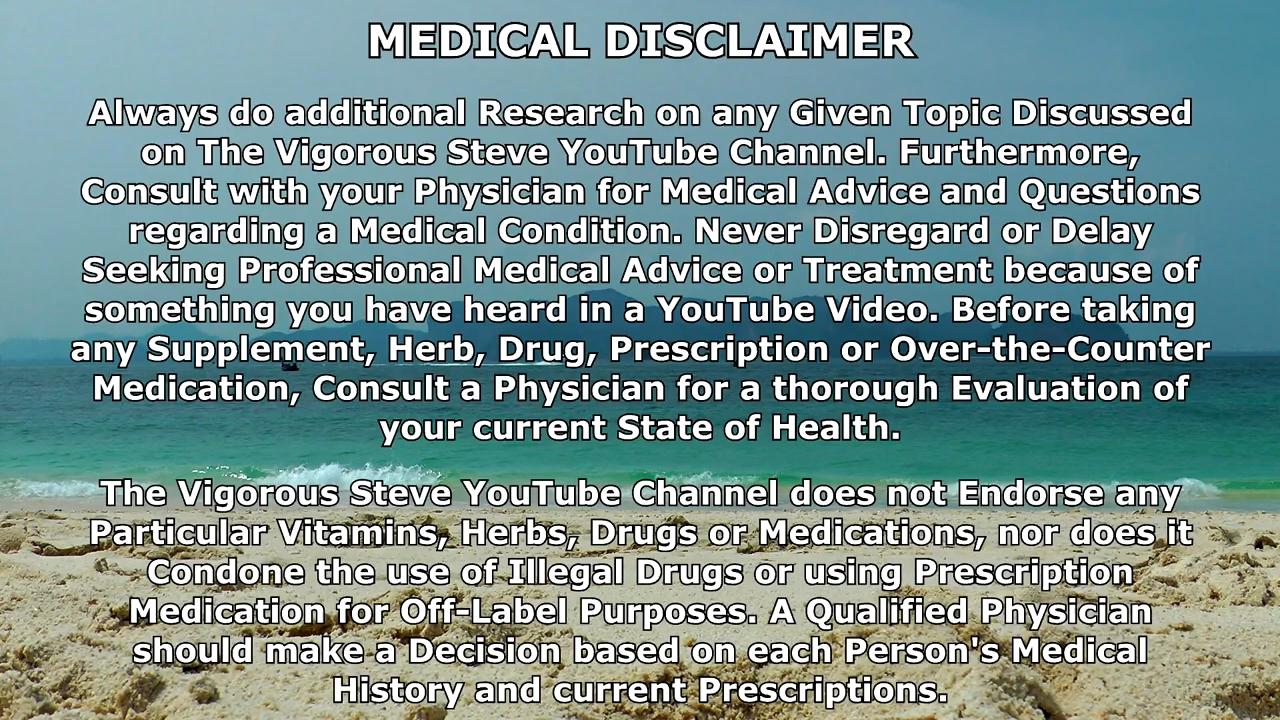 MEDICAL DISCLAIMER
Always do additional Research on any Given Topic Discussed
on The Vigorous Steve YouTube Channel. Furthermore,
Consult with your Physician for Medical Advice and Questions
regarding a Medical Condition. Never Disregard or Delay
Seeking Professional Medical Advice or Treatment because of
something you have heard in a YouTube Video. Before taking
any Supplement, Herb, Drug, Prescription or Over-the-Counter
Medication, Consult a Physician for a thorough Evaluation of
your current State of Health.
The Vigorous Steve YouTube Channel does not Endorse any
Particular Vitamins, Herbs, Drugs or Medications, nor does it
Condone the use of Illegal Drugs or using Prescription
Medication for Off-Label Purposes. A Qualified Physician
should make a Decision based on each Person's Medical
History and current Prescriptions.